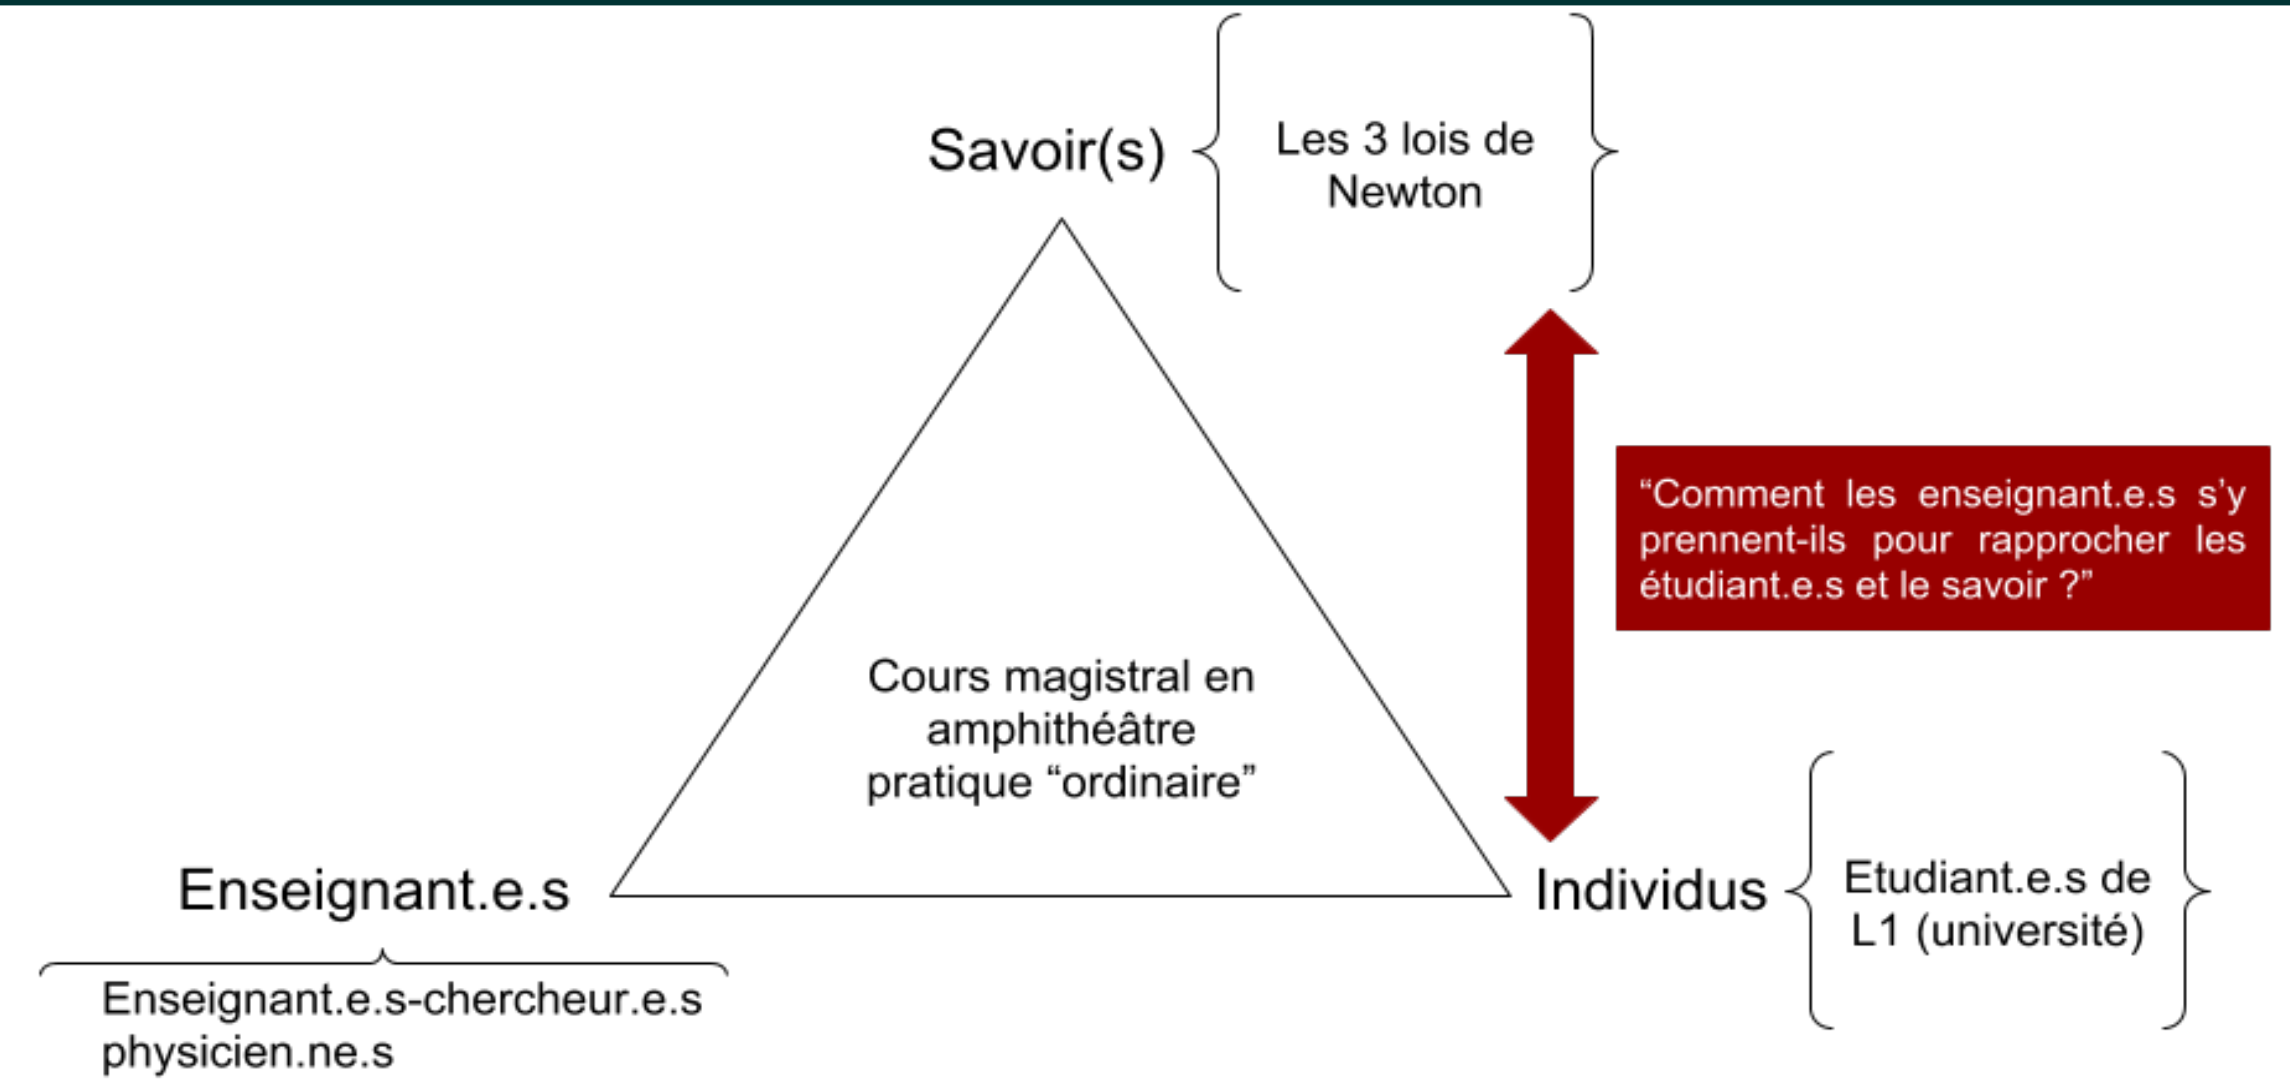 Savoir(s)
Les 3 lois de
Newton
“Comment les enseignant.e.s s’y
prennent-ils pour rapprocher les
étudiant.e.s et le savoir ?”
Cours magistral en
amphithéâtre
pratique “ordinaire”
Enseignant.e.s
Enseignant.e.s-chercheur.e.s
physicien.ne.s
Individus
Etudiant.e.s de
L1 (université)